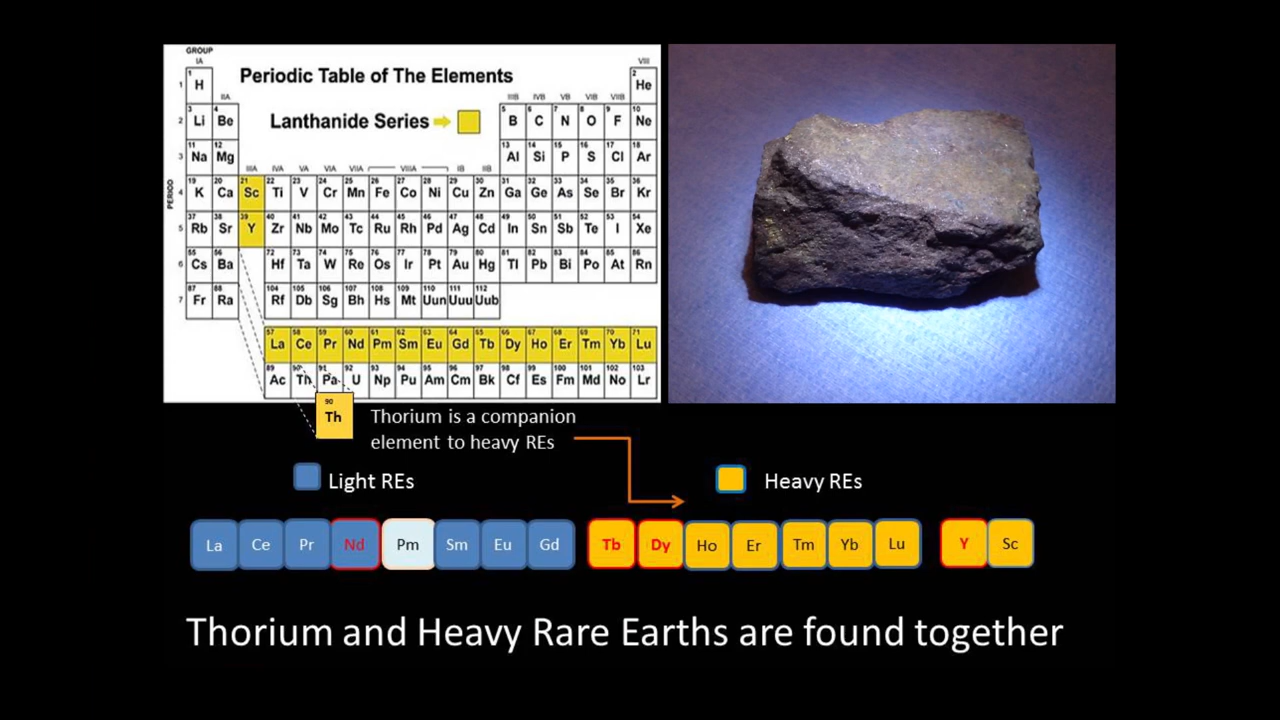 GROUP
IA VIII
Periodic Table of The Elements
1 1 H 2 He
IIA IIIB IVB VB VIB VIIB
Lanthanide Series
2 3 Li 4 Be 5 B 6 C 7 N 8 O 9 F 10 Ne
3 11 Na 12 Mg 13 Al 14 Si 15 P 16 S 17 Cl 18 Ar
IIIA IVA VA VIA VIIA VIIIA IB IIB
PERIOD
4 19 K 20 Ca 21 Sc 22 Ti 23 V 24 Cr 25 Mn 26 Fe 27 Co 28 Ni 29 Cu 30 Zn 31 Ga 32 Ge 33 As 34 Se 35 Br 36 Kr
5 37 Rb 38 Sr 39 Y 40 Zr 41 Nb 42 Mo 43 Tc 44 Ru 45 Rh 46 Pd 47 Ag 48 Cd 49 In 50 Sn 51 Sb 52 Te 53 I 54 Xe
6 55 Cs 56 Ba 72 Hf 73 Ta 74 W 75 Re 76 Os 77 Ir 78 Pt 79 Au 80 Hg 81 Tl 82 Pb 83 Bi 84 Po 85 At 86 Rn
7 87 Fr 88 Ra 104 Rf 105 Db 106 Sg 107 Bh 108 Hs 109 Mt 110 Uun 111 Uuu 112 Uub
57 La 58 Ce 59 Pr 60 Nd 61 Pm 62 Sm 63 Eu 64 Gd 65 Tb 66 Dy 67 Ho 68 Er 69 Tm 70 Yb 71 Lu
89 Ac 90 Th 91 Pa 92 U 93 Np 94 Pu 95 Am 96 Cm 97 Bk 98 Cf 99 Es 100 Fm 101 Md 102 No 103 Lr
90 Th
Thorium is a companion
element to heavy REs
Light REs
Heavy REs
La Ce Pr Nd Pm Sm Eu Gd Tb Dy Ho Er Tm Yb Lu Y Sc
Thorium and Heavy Rare Earths are found together